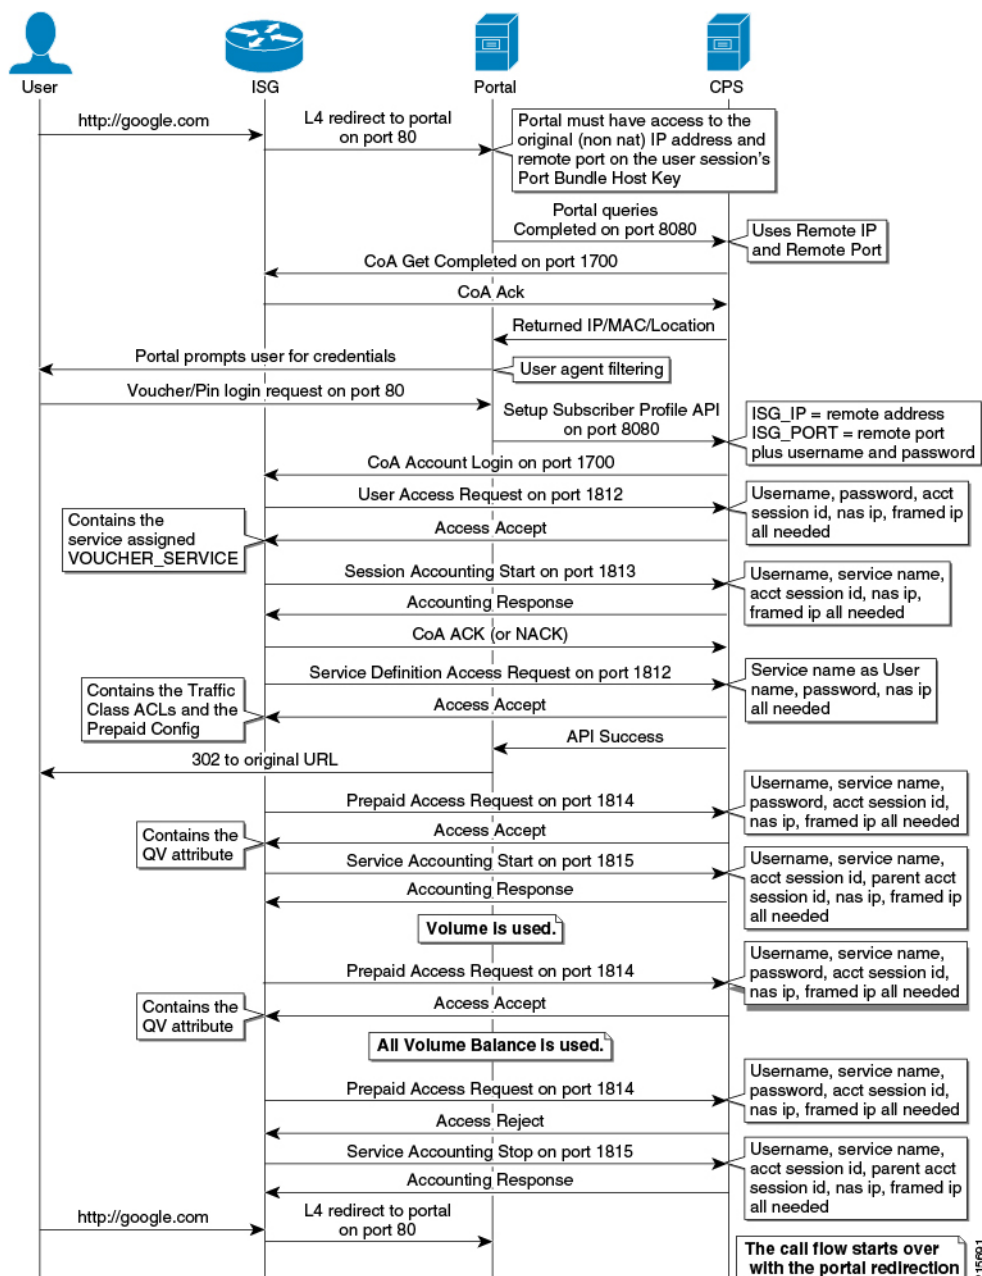 User
ISG
Portal
CPS
http://google.com
L4 redirect to portal
on port 80
Portal must have access to the
original (non nat) IP address and
remote port on the user session's
Port Bundle Host Key
Portal queries
Completed on port 8080
Uses Remote IP
and Remote Port
CoA Get Completed on port 1700
CoA Ack
Returned IP/MAC/Location
Portal prompts user for credentials
User agent filtering
Voucher/Pin login request on port 80
Setup Subscriber Profile API
on port 8080
ISG_IP = remote address
ISG_PORT = remote port
plus username and password
CoA Account Login on port 1700
User Access Request on port 1812
Username, password, acct
session id, nas ip, framed ip
all needed
Contains the
service assigned
VOUCHER_SERVICE
Access Accept
Session Accounting Start on port 1813
Username, service name,
acct session id, nas ip,
framed ip all needed
Accounting Response
CoA ACK (or NACK)
Service Definition Access Request on port 1812
Service name as User
name, password, nas ip
all needed
Contains the Traffic
Class ACLs and the
Prepaid Config
Access Accept
API Success
302 to original URL
Prepaid Access Request on port 1814
Username, service name,
password, acct session id,
nas ip, framed ip all needed
Contains the
QV attribute
Access Accept
Service Accounting Start on port 1815
Username, service name,
acct session id, parent acct
session id, nas ip, framed ip
all needed
Accounting Response
Volume is used.
Prepaid Access Request on port 1814
Username, service name,
password, acct session id,
nas ip, framed ip all needed
Contains the
QV attribute
Access Accept
All Volume Balance is used.
Prepaid Access Request on port 1814
Username, service name,
password, acct session id,
nas ip, framed ip all needed
Access Reject
Service Accounting Stop on port 1815
Username, service name,
acct session id, parent acct
session id, nas ip, framed ip
all needed
Accounting Response
http://google.com
L4 redirect to portal
on port 80
The call flow starts over
with the portal redirection